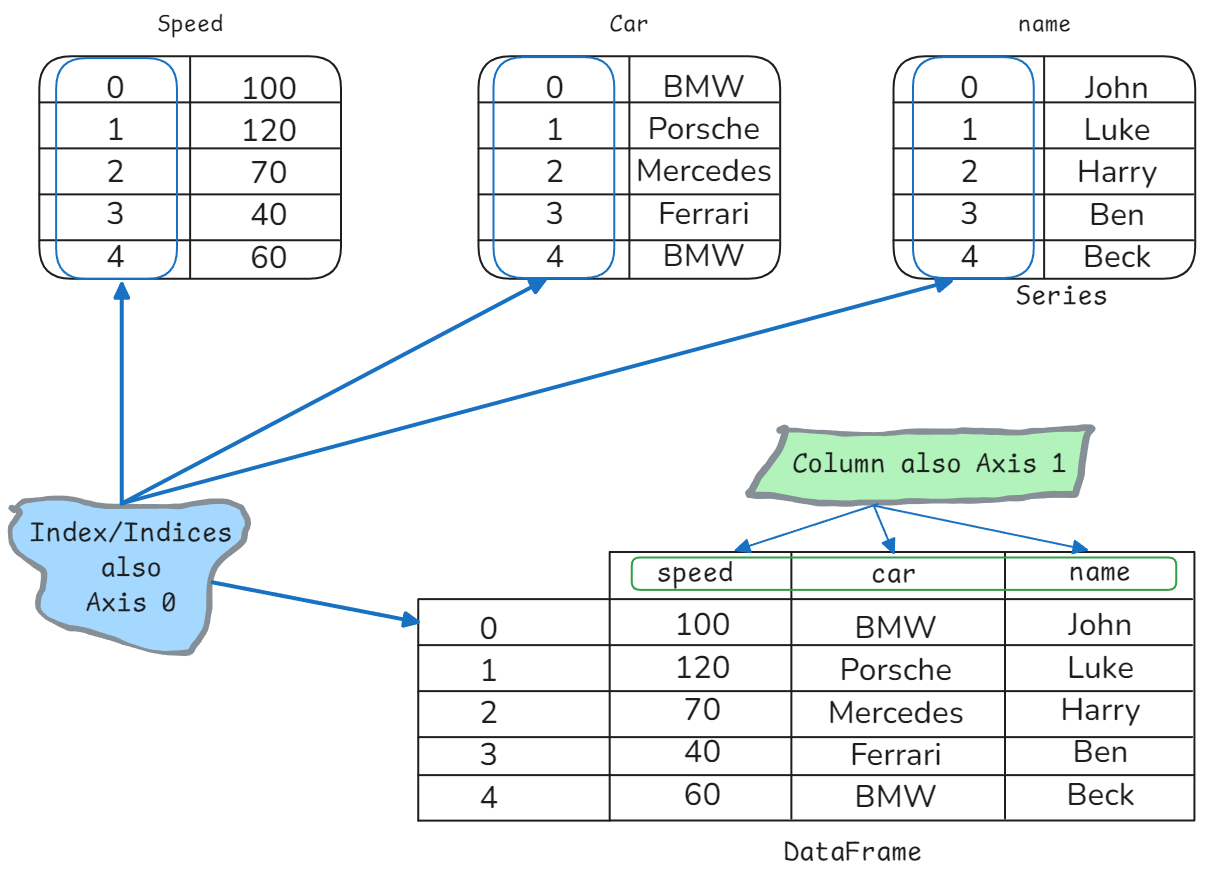 Speed Car name
0 100 0 BMW 0 John
1 120 1 Porsche 1 Luke
2 70 2 Mercedes 2 Harry
3 40 3 Ferrari 3 Ben
4 60 4 BMW 4 Beck
Series
Column also Axis 1
Index/Indices
also
Axis 0
speed car name
0 100 BMW John
1 120 Porsche Luke
2 70 Mercedes Harry
3 40 Ferrari Ben
4 60 BMW Beck
DataFrame